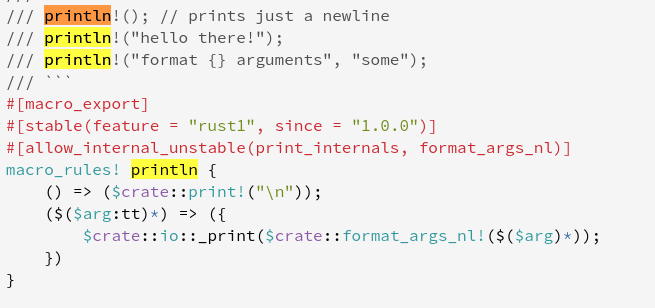 /// println!(); // prints just a newline
/// println!("hello there!");
/// println!("format {} arguments", "some");
/// ```
#[macro_export]
#[stable(feature = "rust1", since = "1.0.0")]
#[allow_internal_unstable(print_internals, format_args_nl)]
macro_rules! println {
    () => ($crate::print!("\n"));
    ($($arg:tt)*) => ({
        $crate::io::_print($crate::format_args_nl!($($arg)*));
    })
}